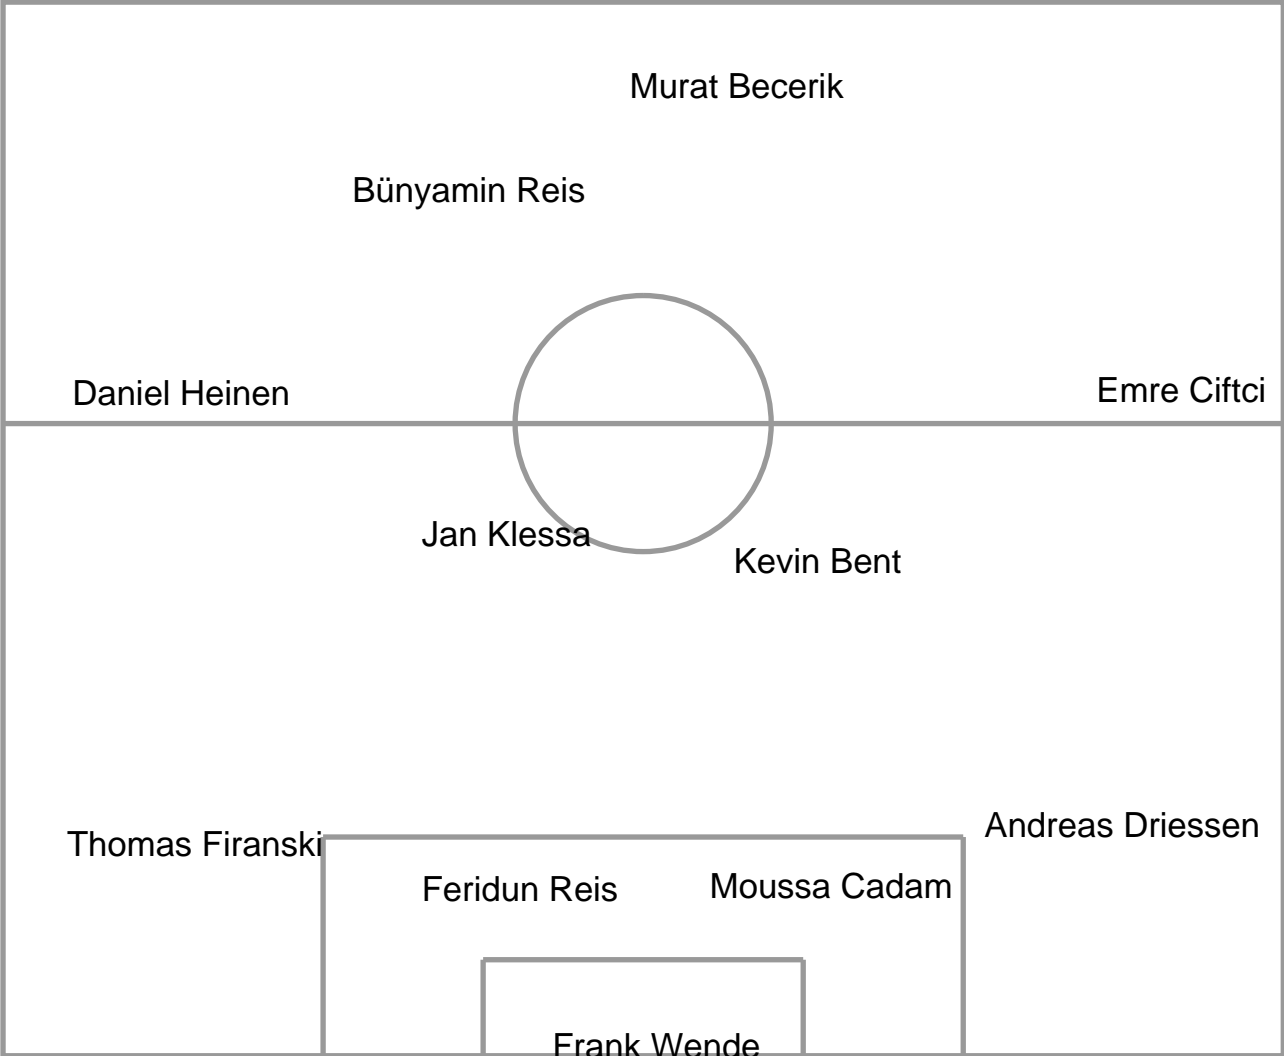 Murat Becerik
Bünyamin Reis
Daniel Heinen
Emre Ciftci
Jan Klessa
Kevin Bent
Thomas Firanski
Andreas Driessen
Feridun Reis
Moussa Cadam
Frank Wende